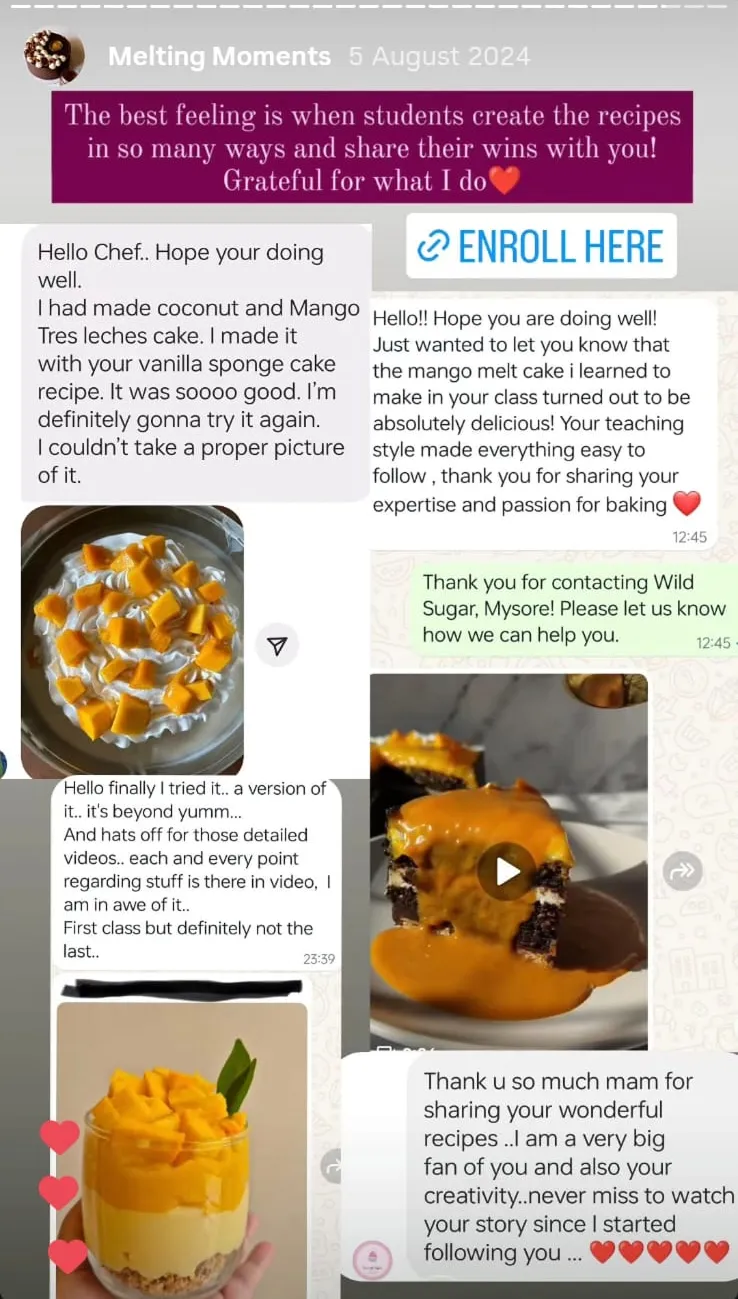 Melting Moments 5 August 2024
The best feeling is when students create the recipes
in so many ways and share their wins with you!
Grateful for what I do❤️
ENROLL HERE
Hello Chef.. Hope your doing
well.
I had made coconut and Mango
Tres leches cake. I made it
with your vanilla sponge cake
recipe. It was soooo good. I'm
definitely gonna try it again.
I couldn't take a proper picture
of it.
Hello!! Hope you are doing well!
Just wanted to let you know that
the mango melt cake i learned to
make in your class turned out to be
absolutely delicious! Your teaching
style made everything easy to
follow , thank you for sharing your
expertise and passion for baking ❤️
12:45
Thank you for contacting Wild
Sugar, Mysore! Please let us know
how we can help you.
12:45
Hello finally I tried it.. a version of
it.. it's beyond yumm...
And hats off for those detailed
videos.. each and every point
regarding stuff is there in video, I
am in awe of it..
First class but definitely not the
last..
23:39
Thank u so much mam for
sharing your wonderful
recipes ..I am a very big
fan of you and also your
creativity..never miss to watch
your story since I started
following you ... ❤️❤️❤️❤️❤️